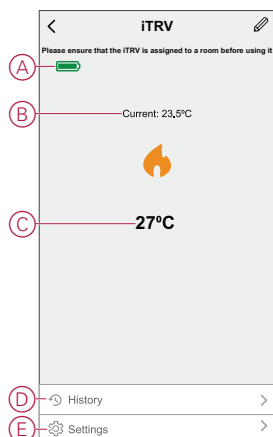 iTRV
Please ensure that the iTRV is assigned to a room before using it
A
B Current: 23,5ºC
C 27ºC
D History
E Settings